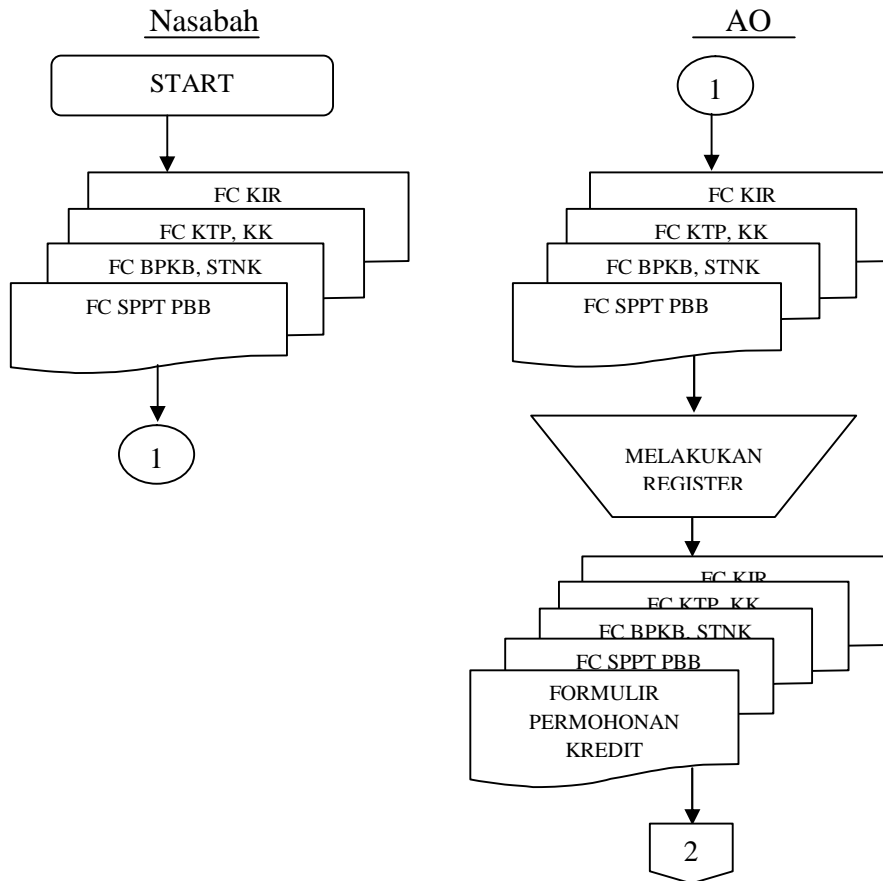 Nasabah
START
FC KIR
FC KTP, KK
FC BPKB, STNK
FC SPPT PBB
1
AO
1
FC KIR
FC KTP, KK
FC BPKB, STNK
FC SPPT PBB
MELAKUKAN
REGISTER
FC KIR
FC KTP, KK
FC BPKB, STNK
FC SPPT PBB
FORMULIR
PERMOHONAN
KREDIT
2